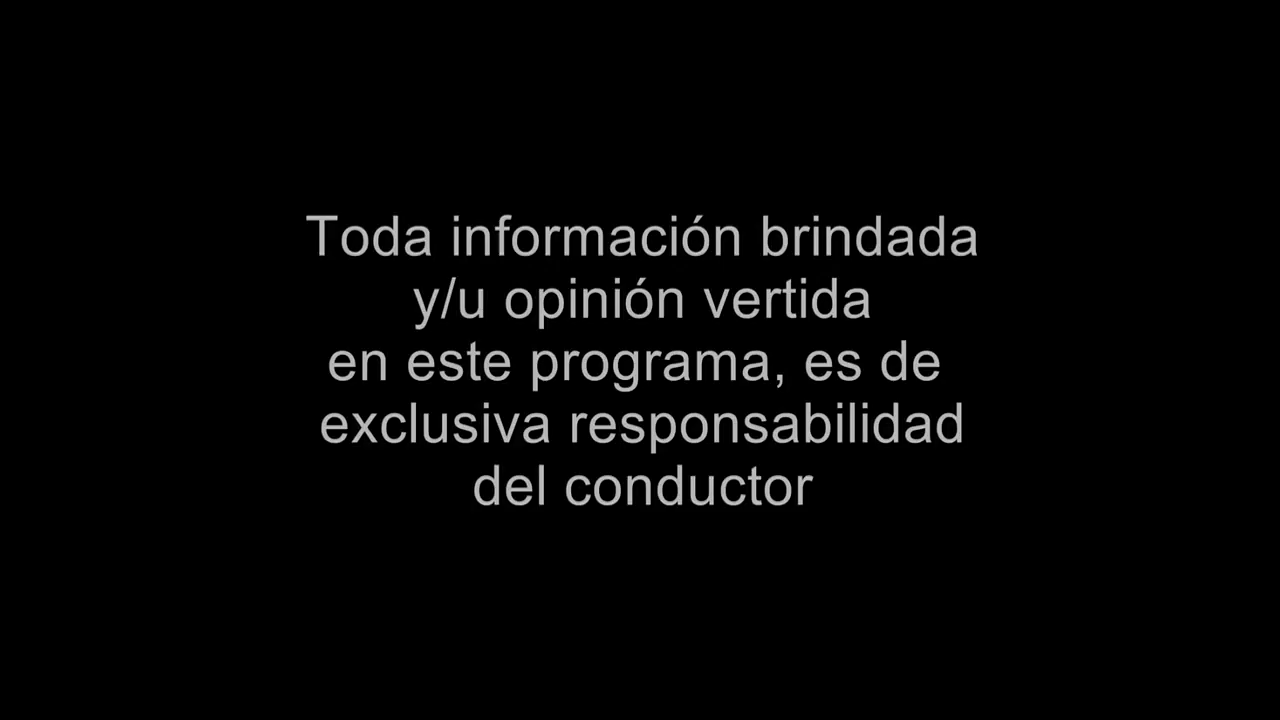 Toda información brindada
y/u opinión vertida
en este programa, es de
exclusiva responsabilidad
del conductor